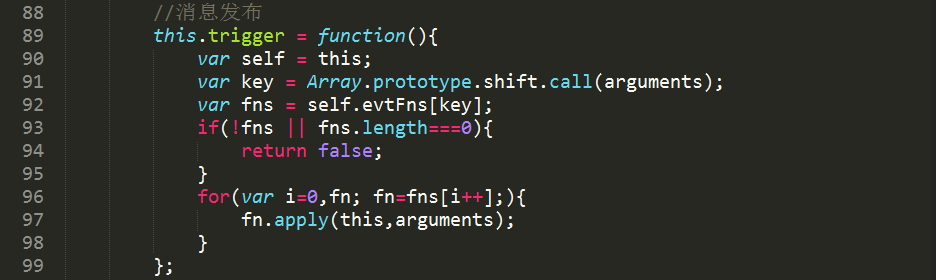 88 //消息发布
89 this.trigger = function(){
90 var self = this;
91 var key = Array.prototype.shift.call(arguments);
92 var fns = self.evtFns[key];
93 if(!fns || fns.length===0){
94 return false;
95 }
96 for(var i=0,fn; fn=fns[i++];){
97 fn.apply(this,arguments);
98 }
99 };